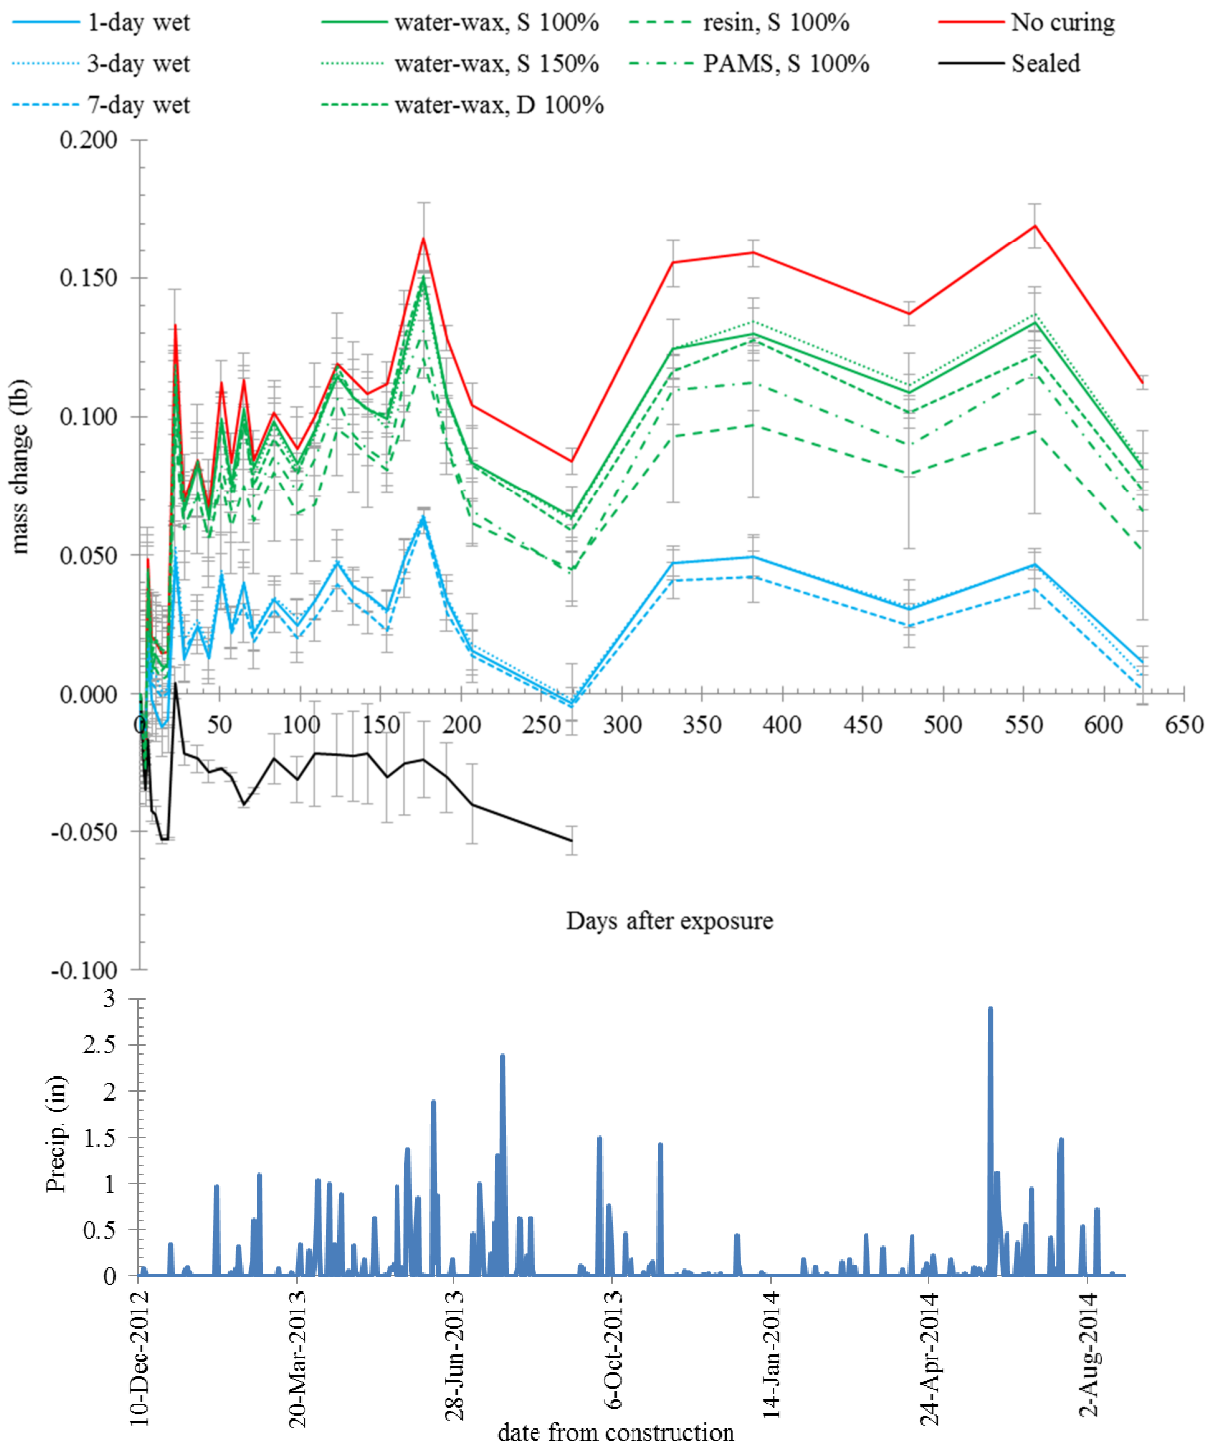 1-day wet water-wax, S 100% resin, S 100% No curing
3-day wet water-wax, S 150% PAMS, S 100% Sealed
7-day wet water-wax, D 100%
0.200
0.150
0.100
0.050
0.000
-0.050
-0.100
mass change (lb)
0 50 100 150 200 250 300 350 400 450 500 550 600 650
Days after exposure
3
2.5
2
1.5
1
0.5
0
Precip. (in)
10-Dec-2012
20-Mar-2013
28-Jun-2013
6-Oct-2013
14-Jan-2014
24-Apr-2014
2-Aug-2014
date from construction